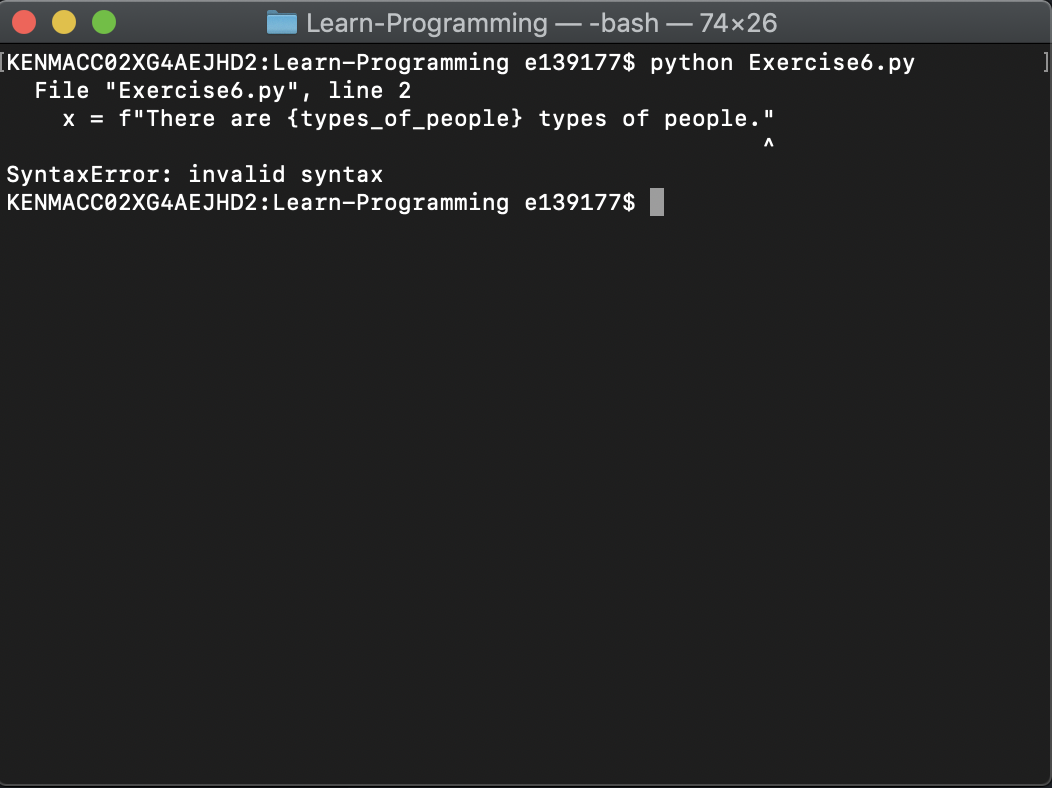 Learn-Programming — -bash — 74×26
[KENMACC02XG4AEJHD2:Learn-Programming e139177$ python Exercise6.py ]
  File "Exercise6.py", line 2
    x = f"There are {types_of_people} types of people."
                                                      ^
SyntaxError: invalid syntax
KENMACC02XG4AEJHD2:Learn-Programming e139177$